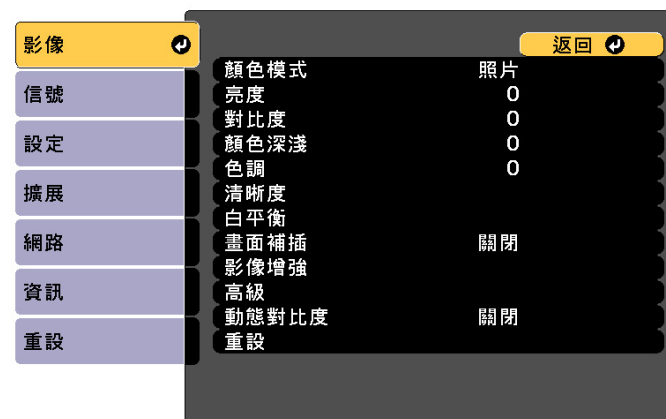 影像
信號
設定
擴展
網路
資訊
重設
返回
顏色模式 照片
亮度 0
對比度 0
顏色深淺 0
色調 0
清晰度
白平衡
畫面補插 關閉
影像增強
高級
動態對比度 關閉
重設